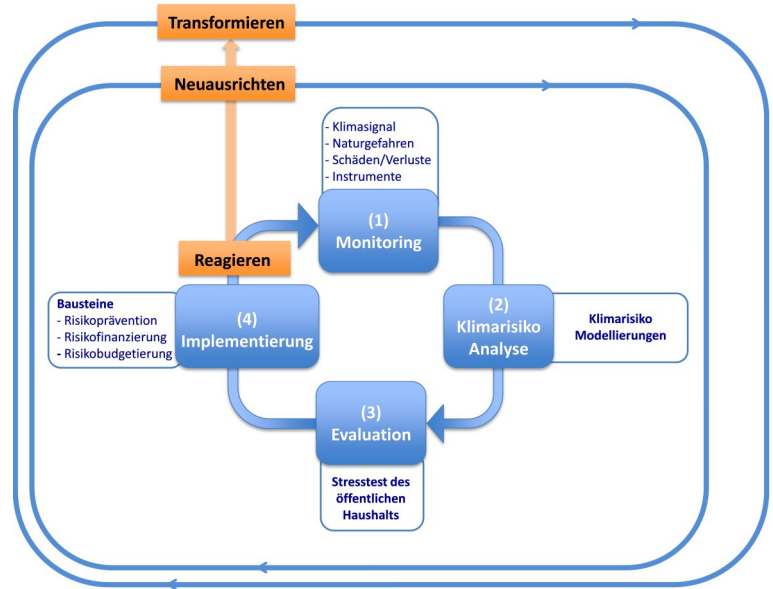 Transformieren
Neuausrichten
- Klimasignal
- Naturgefahren
- Schäden/Verluste
- Instrumente
(1)
Monitoring
Reagieren
Bausteine
- Risikoprävention
- Risikofinanzierung
- Risikobudgetierung
(4)
Implementierung
(2)
Klimarisiko
Analyse
Klimarisiko
Modellierungen
(3)
Evaluation
Stresstest des
öffentlichen
Haushalts